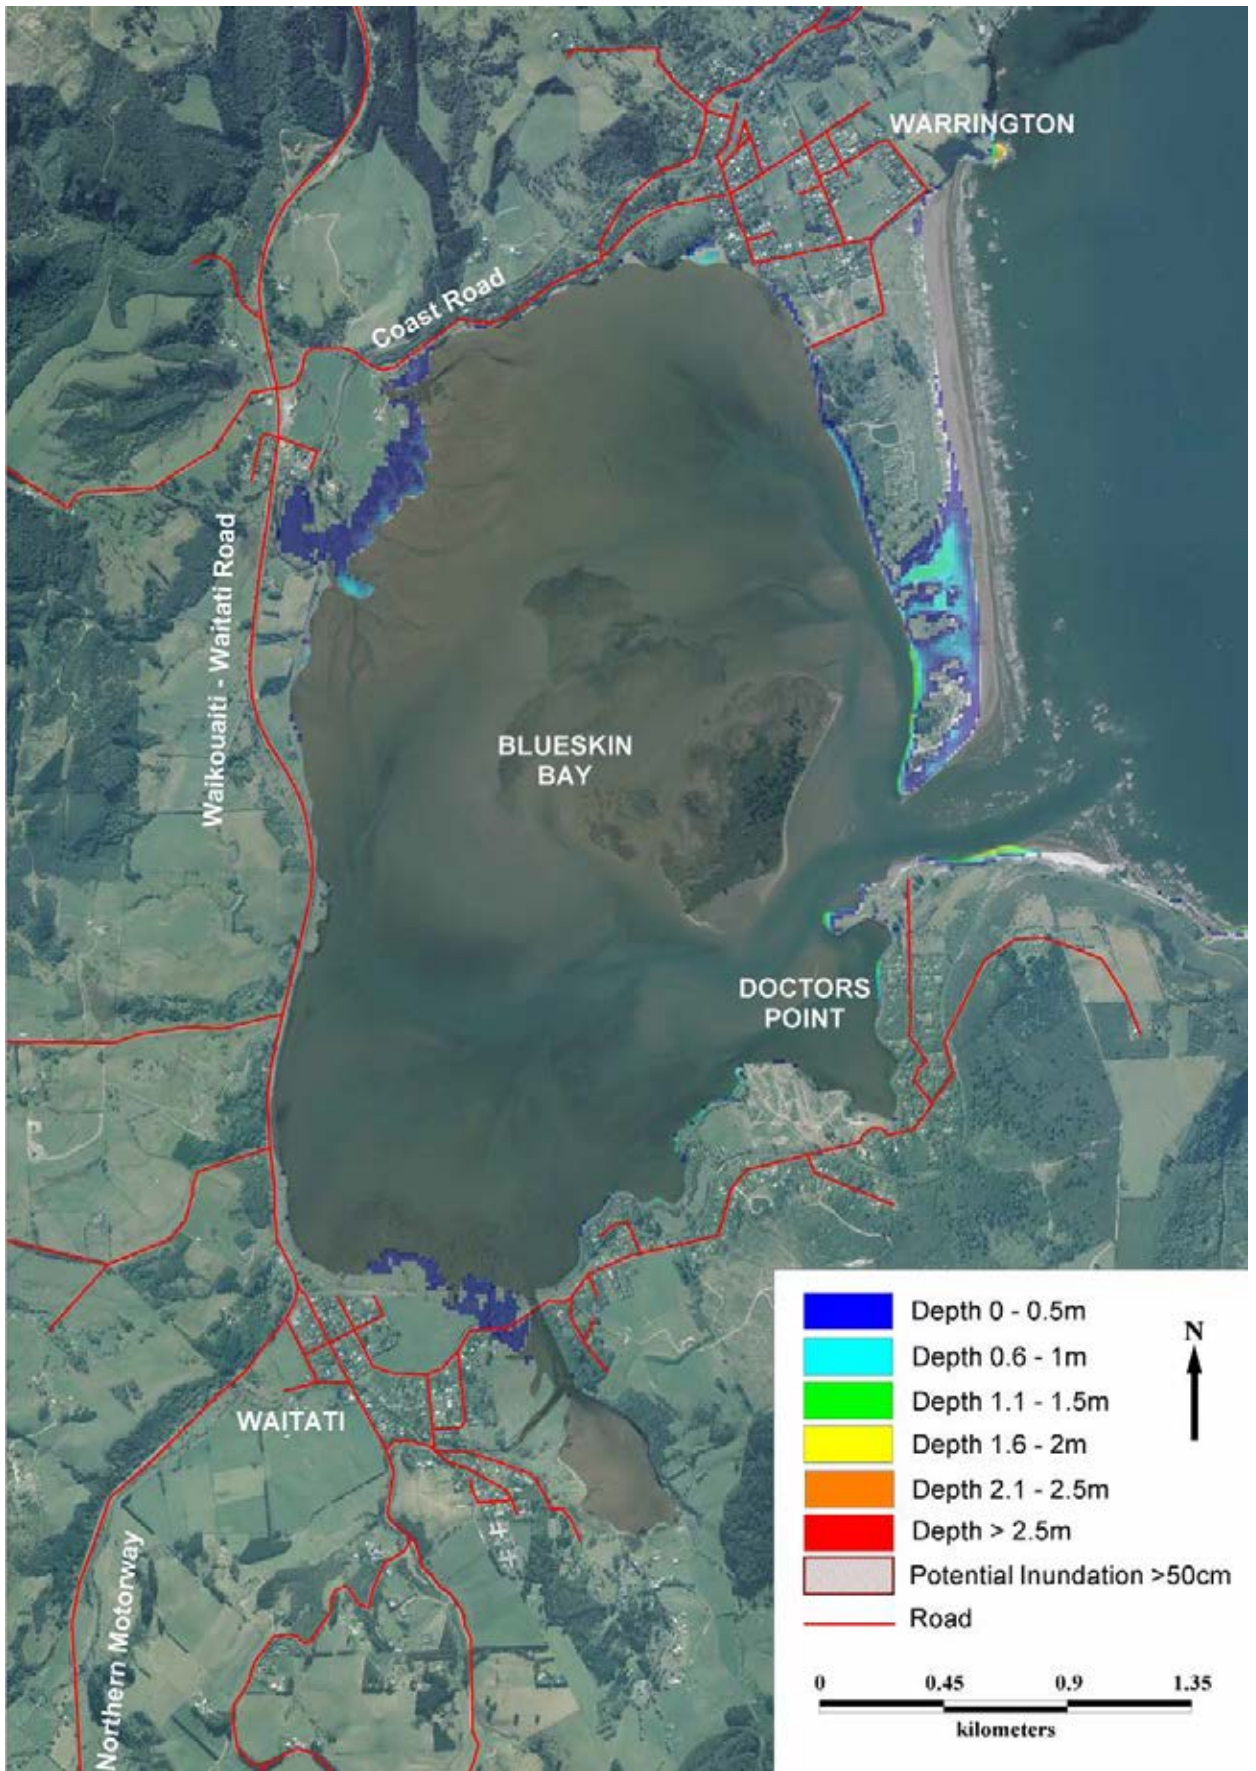 WARRINGTON
Coast Road
Waikouaiti - Waitati Road
BLUESKIN
BAY
DOCTORS
POINT
WAITATI
Northern Motorway
Depth 0 - 0.5m
Depth 0.6 - 1m
Depth 1.1 - 1.5m
Depth 1.6 - 2m
Depth 2.1 - 2.5m
Depth > 2.5m
Potential Inundation >50cm
Road
N
0 0.45 0.9 1.35
kilometers